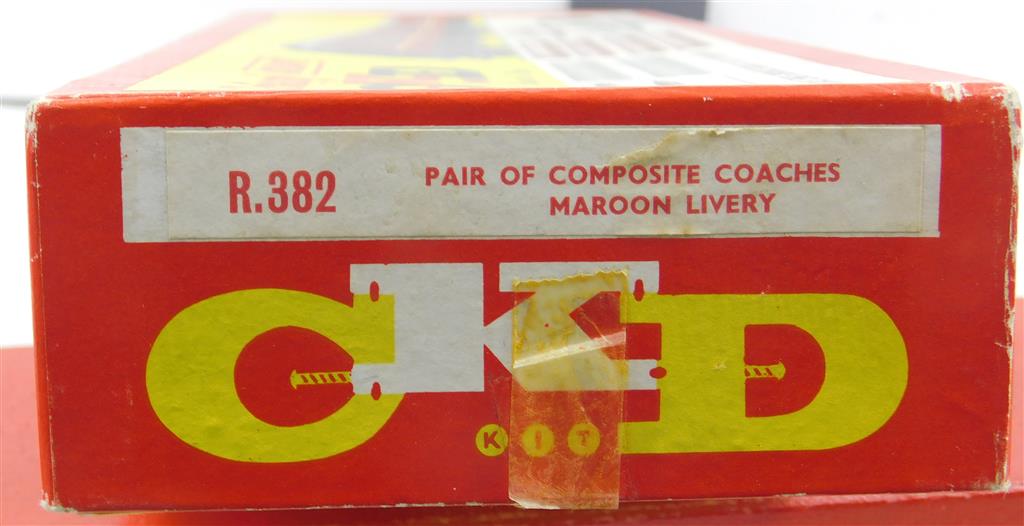 R.382 PAIR OF COMPOSITE COACHES
MAROON LIVERY
CKD
KIT